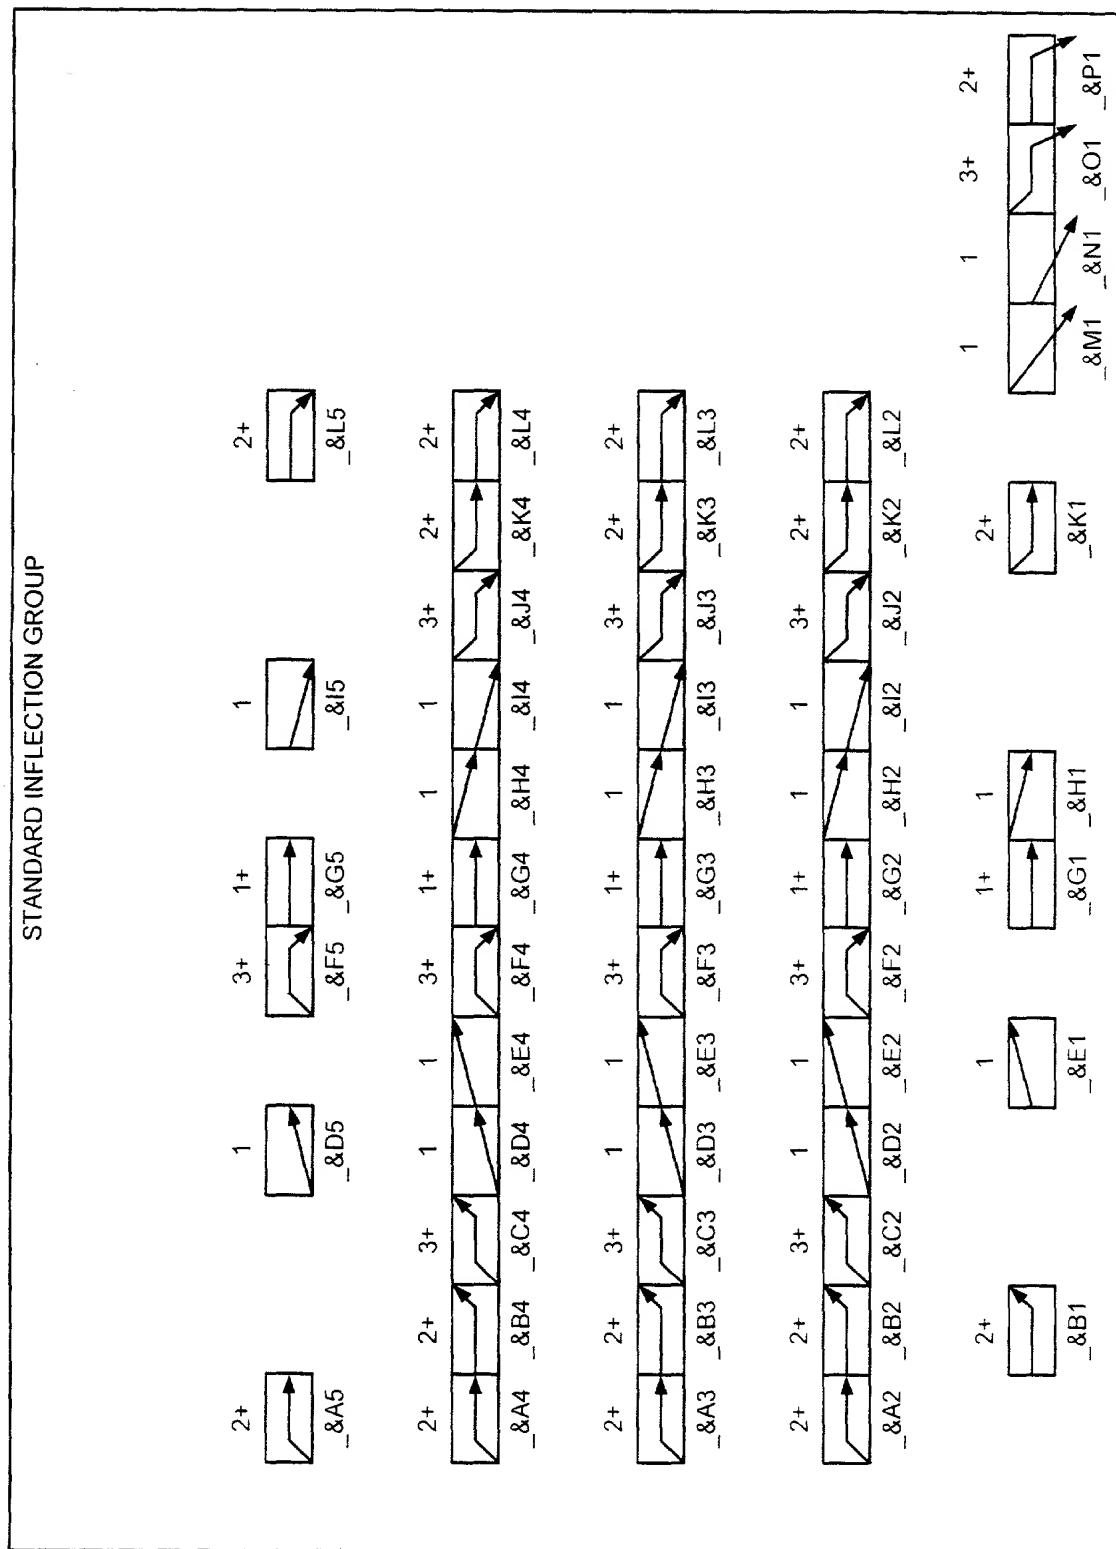 STANDARD INFLECTION GROUP
2+ 1 3+ 1+ 1 2+
_&A5 _&D5 _&F5 _&G5 _&I5 _&L5
2+ 2+ 3+ 1 1 3+ 1+ 1 1 3+ 2+ 2+
_&A4 _&B4 _&C4 _&D4 _&E4 _&F4 _&G4 _&H4 _&I4 _&J4 _&K4 _&L4
2+ 2+ 3+ 1 1 3+ 1+ 1 1 3+ 2+ 2+
_&A3 _&B3 _&C3 _&D3 _&E3 _&F3 _&G3 _&H3 _&I3 _&J3 _&K3 _&L3
2+ 2+ 3+ 1 1 3+ 1+ 1 1 3+ 2+ 2+
_&A2 _&B2 _&C2 _&D2 _&E2 _&F2 _&G2 _&H2 _&I2 _&J2 _&K2 _&L2
2+ 1 1+ 1 2+ 1 1 3+ 2+
_&B1 _&E1 _&G1 _&H1 _&K1 _&M1 _&N1 _&O1 _&P1